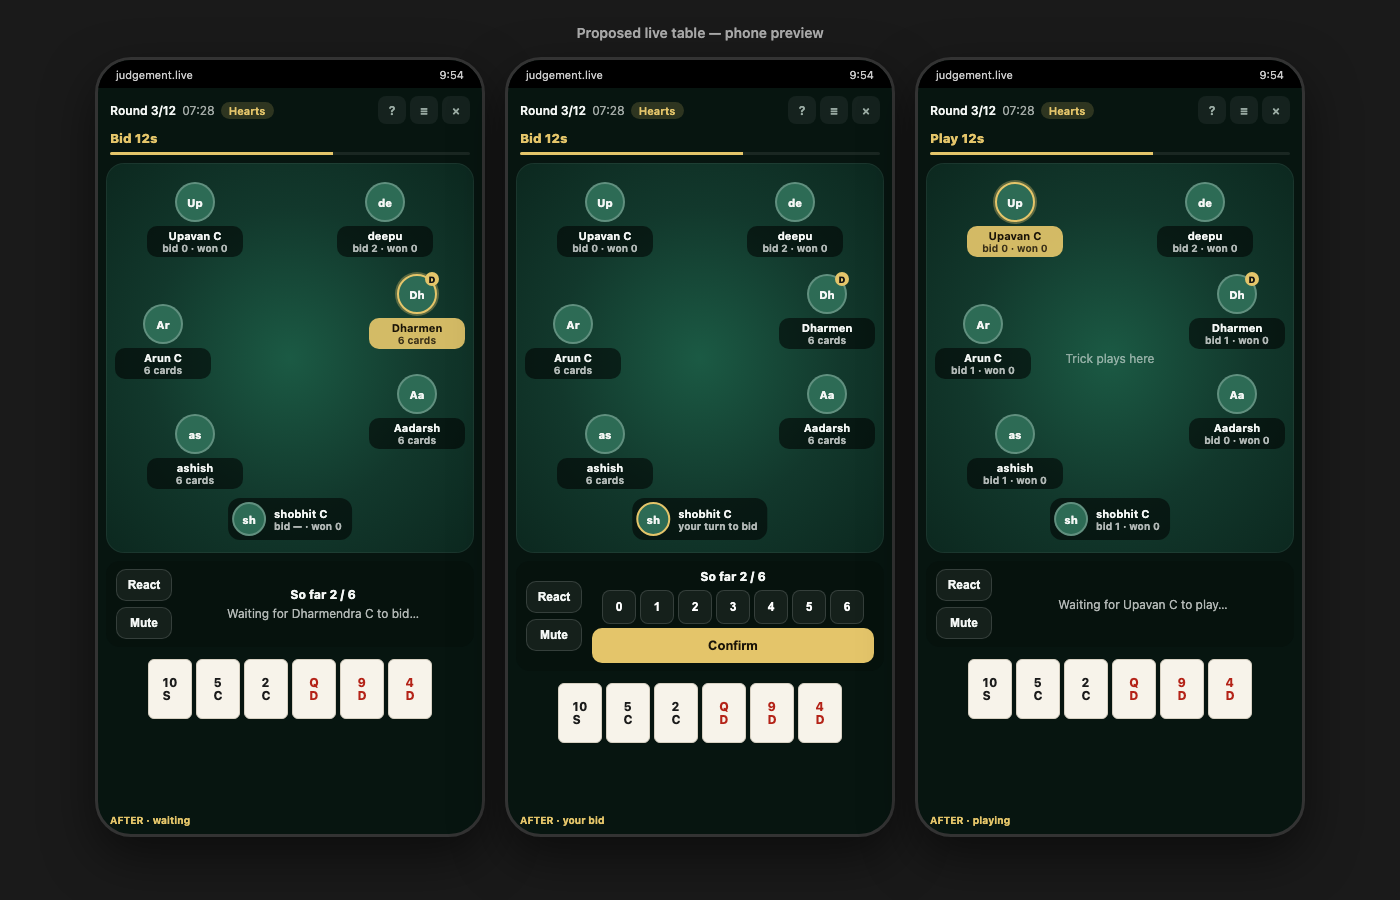 Proposed live table — phone preview
judgement.live 9:54
Round 3/12 07:28 Hearts ? ≡ ×
Bid 12s
Up
Upavan C
bid 0 · won 0
de
deepu
bid 2 · won 0
D
Dh
Dharmen
6 cards
Ar
Arun C
6 cards
Aa
Aadarsh
6 cards
as
ashish
6 cards
sh
shobhit C
bid — · won 0
React
Mute
So far 2 / 6
Waiting for Dharmendra C to bid...
10 S
5 C
2 C
Q D
9 D
4 D
AFTER · waiting
judgement.live 9:54
Round 3/12 07:28 Hearts ? ≡ ×
Bid 12s
Up
Upavan C
bid 0 · won 0
de
deepu
bid 2 · won 0
D
Dh
Dharmen
6 cards
Ar
Arun C
6 cards
Aa
Aadarsh
6 cards
as
ashish
6 cards
sh
shobhit C
your turn to bid
So far 2 / 6
React
Mute
0 1 2 3 4 5 6
Confirm
10 S
5 C
2 C
Q D
9 D
4 D
AFTER · your bid
judgement.live 9:54
Round 3/12 07:28 Hearts ? ≡ ×
Play 12s
Up
Upavan C
bid 0 · won 0
de
deepu
bid 2 · won 0
D
Dh
Dharmen
bid 1 · won 0
Ar
Arun C
bid 1 · won 0
Trick plays here
Aa
Aadarsh
bid 0 · won 0
as
ashish
bid 1 · won 0
sh
shobhit C
bid 1 · won 0
React
Mute
Waiting for Upavan C to play...
10 S
5 C
2 C
Q D
9 D
4 D
AFTER · playing